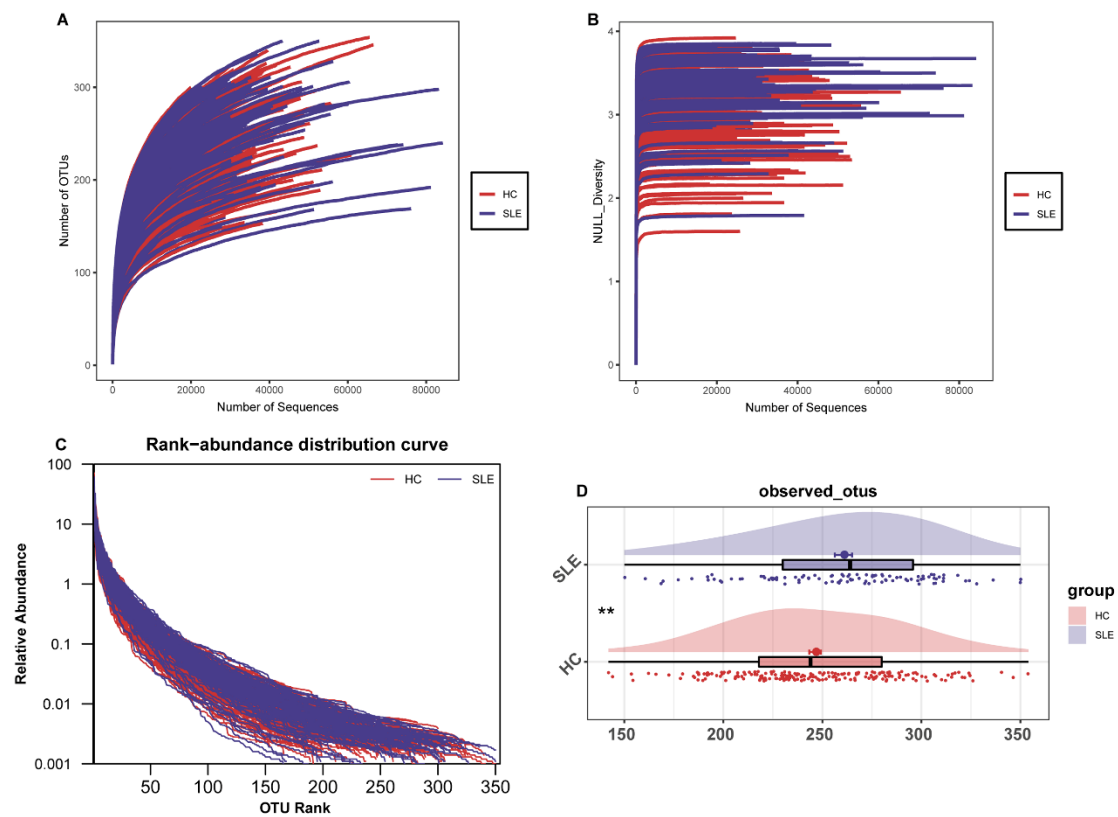 A
Number of OTUs
300
200
100
0
0
20000
40000
60000
80000
Number of Sequences
HC
SLE
B
NULL_Diversity
4
3
2
1
0
0
20000
40000
60000
80000
Number of Sequences
HC
SLE
C
Rank−abundance distribution curve
HC
SLE
Relative Abundance
100
10
1
0.1
0.01
0.001
50
100
150
200
250
300
350
OTU Rank
D
observed_otus
SLE
**
HC
150
200
250
300
350
group
HC
SLE